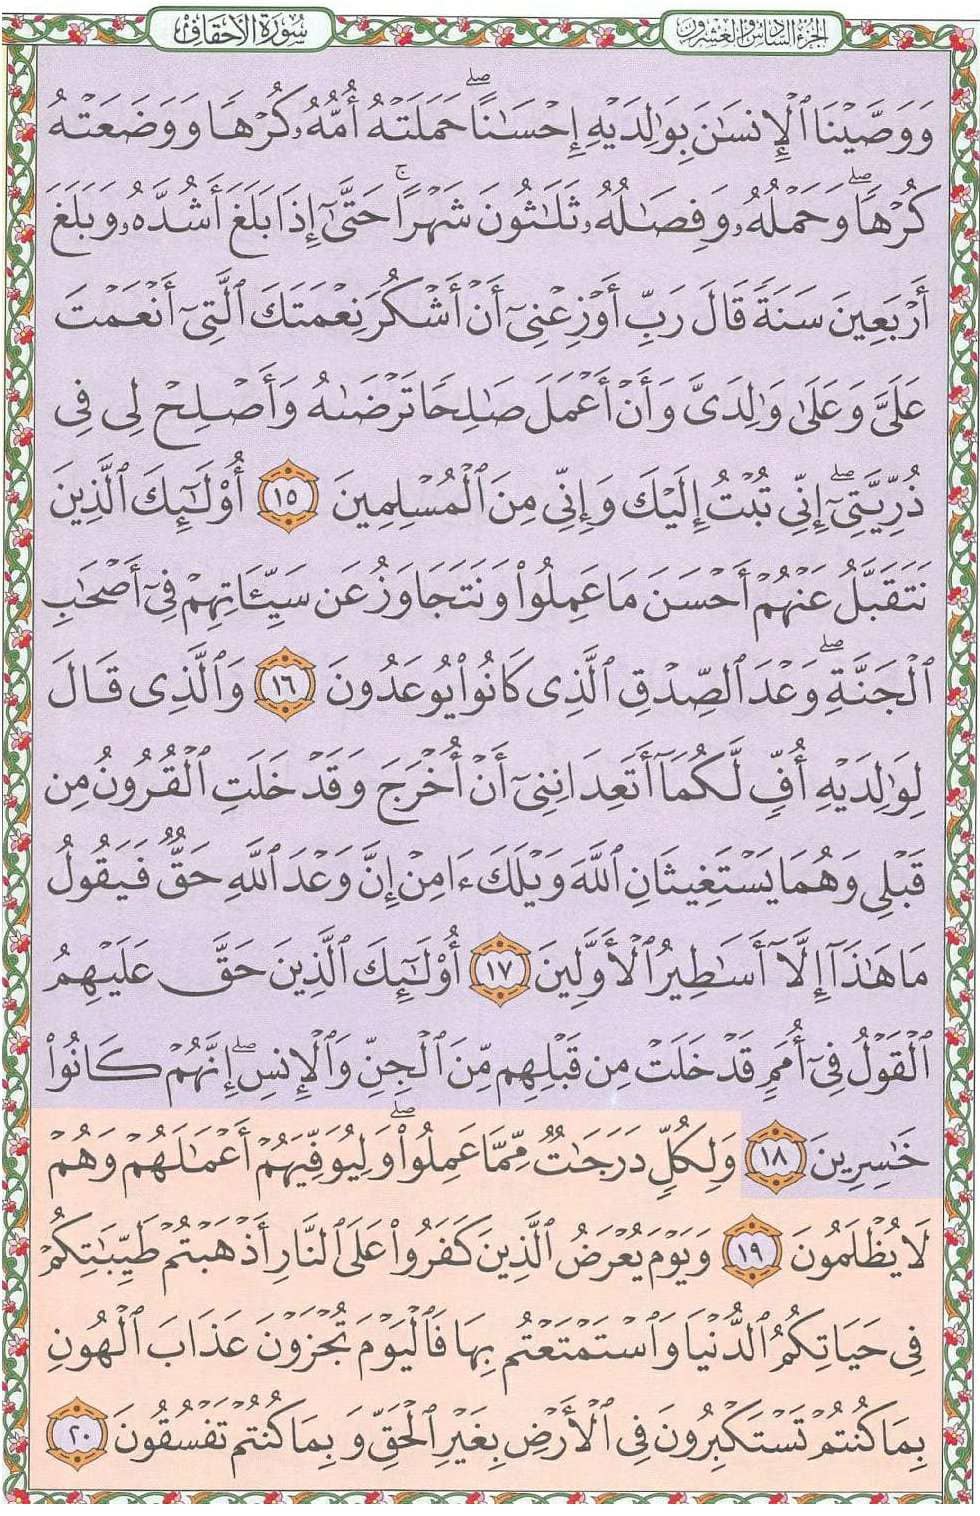 الجزء السادس والعشرون
سورة الأحقاف
وَوَصَّيْنَا ٱلْإِنسَٰنَ بِوَٰلِدَيْهِ إِحْسَٰنًا ۖ حَمَلَتْهُ أُمُّهُۥ كُرْهًا وَوَضَعَتْهُ
كُرْهًا ۖ وَحَمْلُهُۥ وَفِصَٰلُهُۥ ثَلَٰثُونَ شَهْرًا ۚ حَتَّىٰٓ إِذَا بَلَغَ أَشُدَّهُۥ وَبَلَغَ
أَرْبَعِينَ سَنَةً قَالَ رَبِّ أَوْزِعْنِىٓ أَنْ أَشْكُرَ نِعْمَتَكَ ٱلَّتِىٓ أَنْعَمْتَ
عَلَىَّ وَعَلَىٰ وَٰلِدَىَّ وَأَنْ أَعْمَلَ صَٰلِحًا تَرْضَىٰهُ وَأَصْلِحْ لِى فِى
ذُرِّيَّتِىٓ ۖ إِنِّى تُبْتُ إِلَيْكَ وَإِنِّى مِنَ ٱلْمُسْلِمِينَ ١٥ أُو۟لَٰٓئِكَ ٱلَّذِينَ
نَتَقَبَّلُ عَنْهُمْ أَحْسَنَ مَا عَمِلُوا۟ وَنَتَجَاوَزُ عَن سَيِّـَٔاتِهِمْ فِىٓ أَصْحَٰبِ
ٱلْجَنَّةِ ۖ وَعْدَ ٱلصِّدْقِ ٱلَّذِى كَانُوا۟ يُوعَدُونَ ١٦ وَٱلَّذِى قَالَ
لِوَٰلِدَيْهِ أُفٍّ لَّكُمَآ أَتَعِدَانِنِىٓ أَنْ أُخْرَجَ وَقَدْ خَلَتِ ٱلْقُرُونُ مِن
قَبْلِى وَهُمَا يَسْتَغِيثَانِ ٱللَّهَ وَيْلَكَ ءَامِنْ إِنَّ وَعْدَ ٱللَّهِ حَقٌّ فَيَقُولُ
مَا هَٰذَآ إِلَّآ أَسَٰطِيرُ ٱلْأَوَّلِينَ ١٧ أُو۟لَٰٓئِكَ ٱلَّذِينَ حَقَّ عَلَيْهِمُ
ٱلْقَوْلُ فِىٓ أُمَمٍ قَدْ خَلَتْ مِن قَبْلِهِم مِّنَ ٱلْجِنِّ وَٱلْإِنسِ ۖ إِنَّهُمْ كَانُوا۟
خَٰسِرِينَ ١٨ وَلِكُلٍّ دَرَجَٰتٌ مِّمَّا عَمِلُوا۟ ۖ وَلِيُوَفِّيَهُمْ أَعْمَٰلَهُمْ وَهُمْ
لَا يُظْلَمُونَ ١٩ وَيَوْمَ يُعْرَضُ ٱلَّذِينَ كَفَرُوا۟ عَلَى ٱلنَّارِ أَذْهَبْتُمْ طَيِّبَٰتِكُمْ
فِى حَيَاتِكُمُ ٱلدُّنْيَا وَٱسْتَمْتَعْتُم بِهَا فَٱلْيَوْمَ تُجْزَوْنَ عَذَابَ ٱلْهُونِ
بِمَا كُنتُمْ تَسْتَكْبِرُونَ فِى ٱلْأَرْضِ بِغَيْرِ ٱلْحَقِّ وَبِمَا كُنتُمْ تَفْسُقُونَ ٢٠